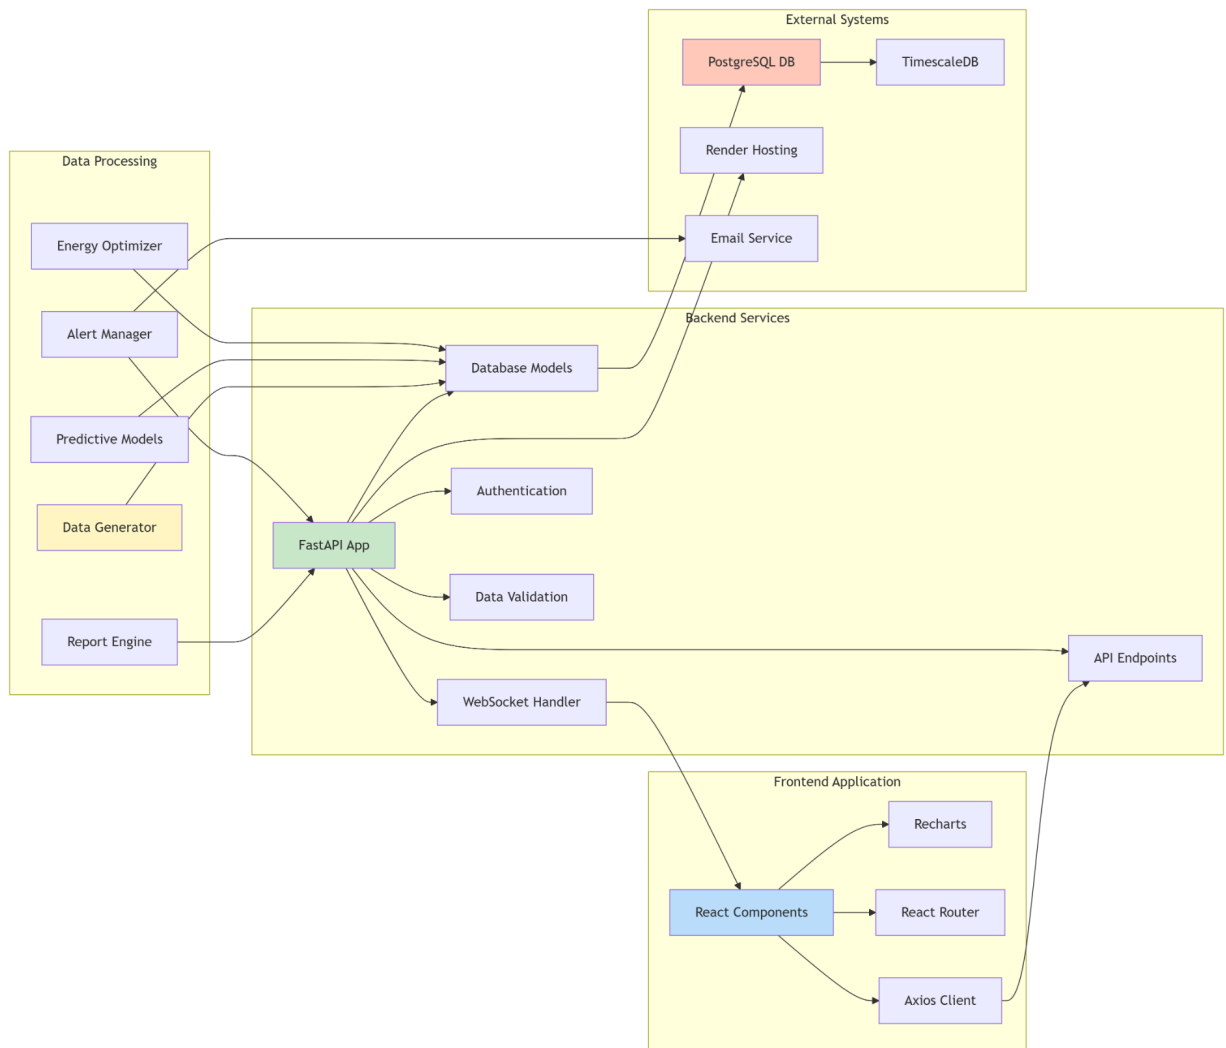 External Systems
PostgreSQL DB
TimescaleDB
Render Hosting
Email Service
Data Processing
Energy Optimizer
Alert Manager
Predictive Models
Data Generator
Report Engine
Backend Services
Database Models
Authentication
FastAPI App
Data Validation
API Endpoints
WebSocket Handler
Frontend Application
Recharts
React Components
React Router
Axios Client